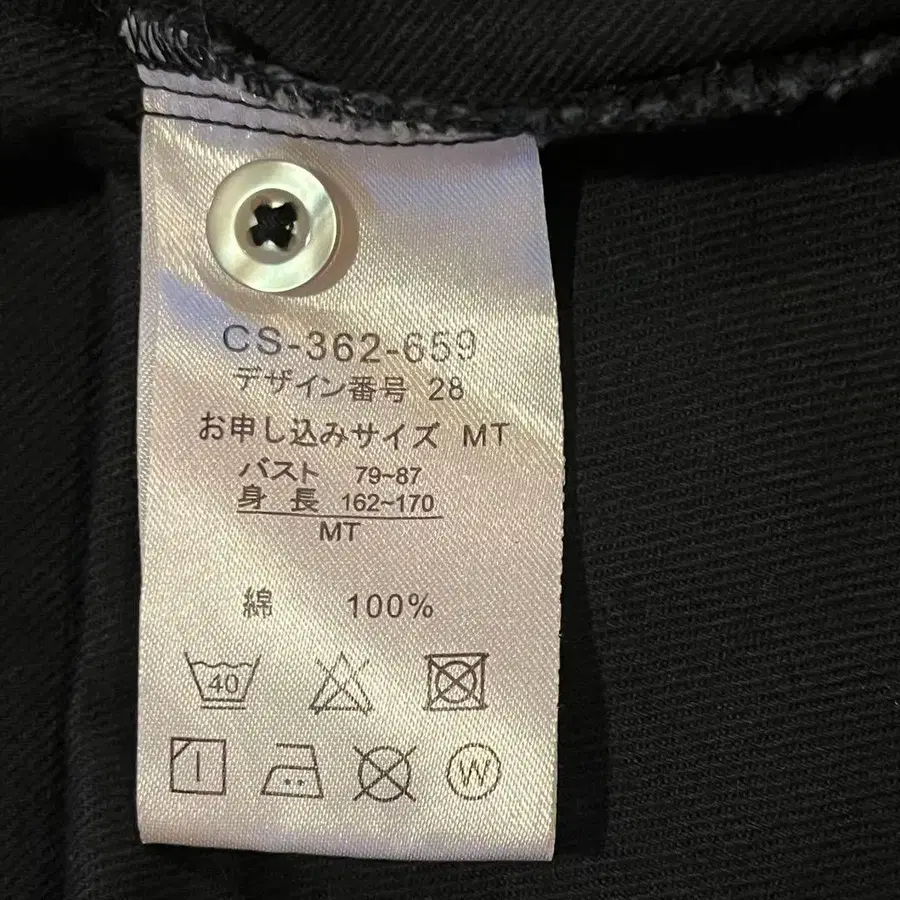 CS-362-659
デザイン番号 28
お申し込みサイズ MT
バスト 79~87
身 長 162~170
MT
綿 100%
40
W